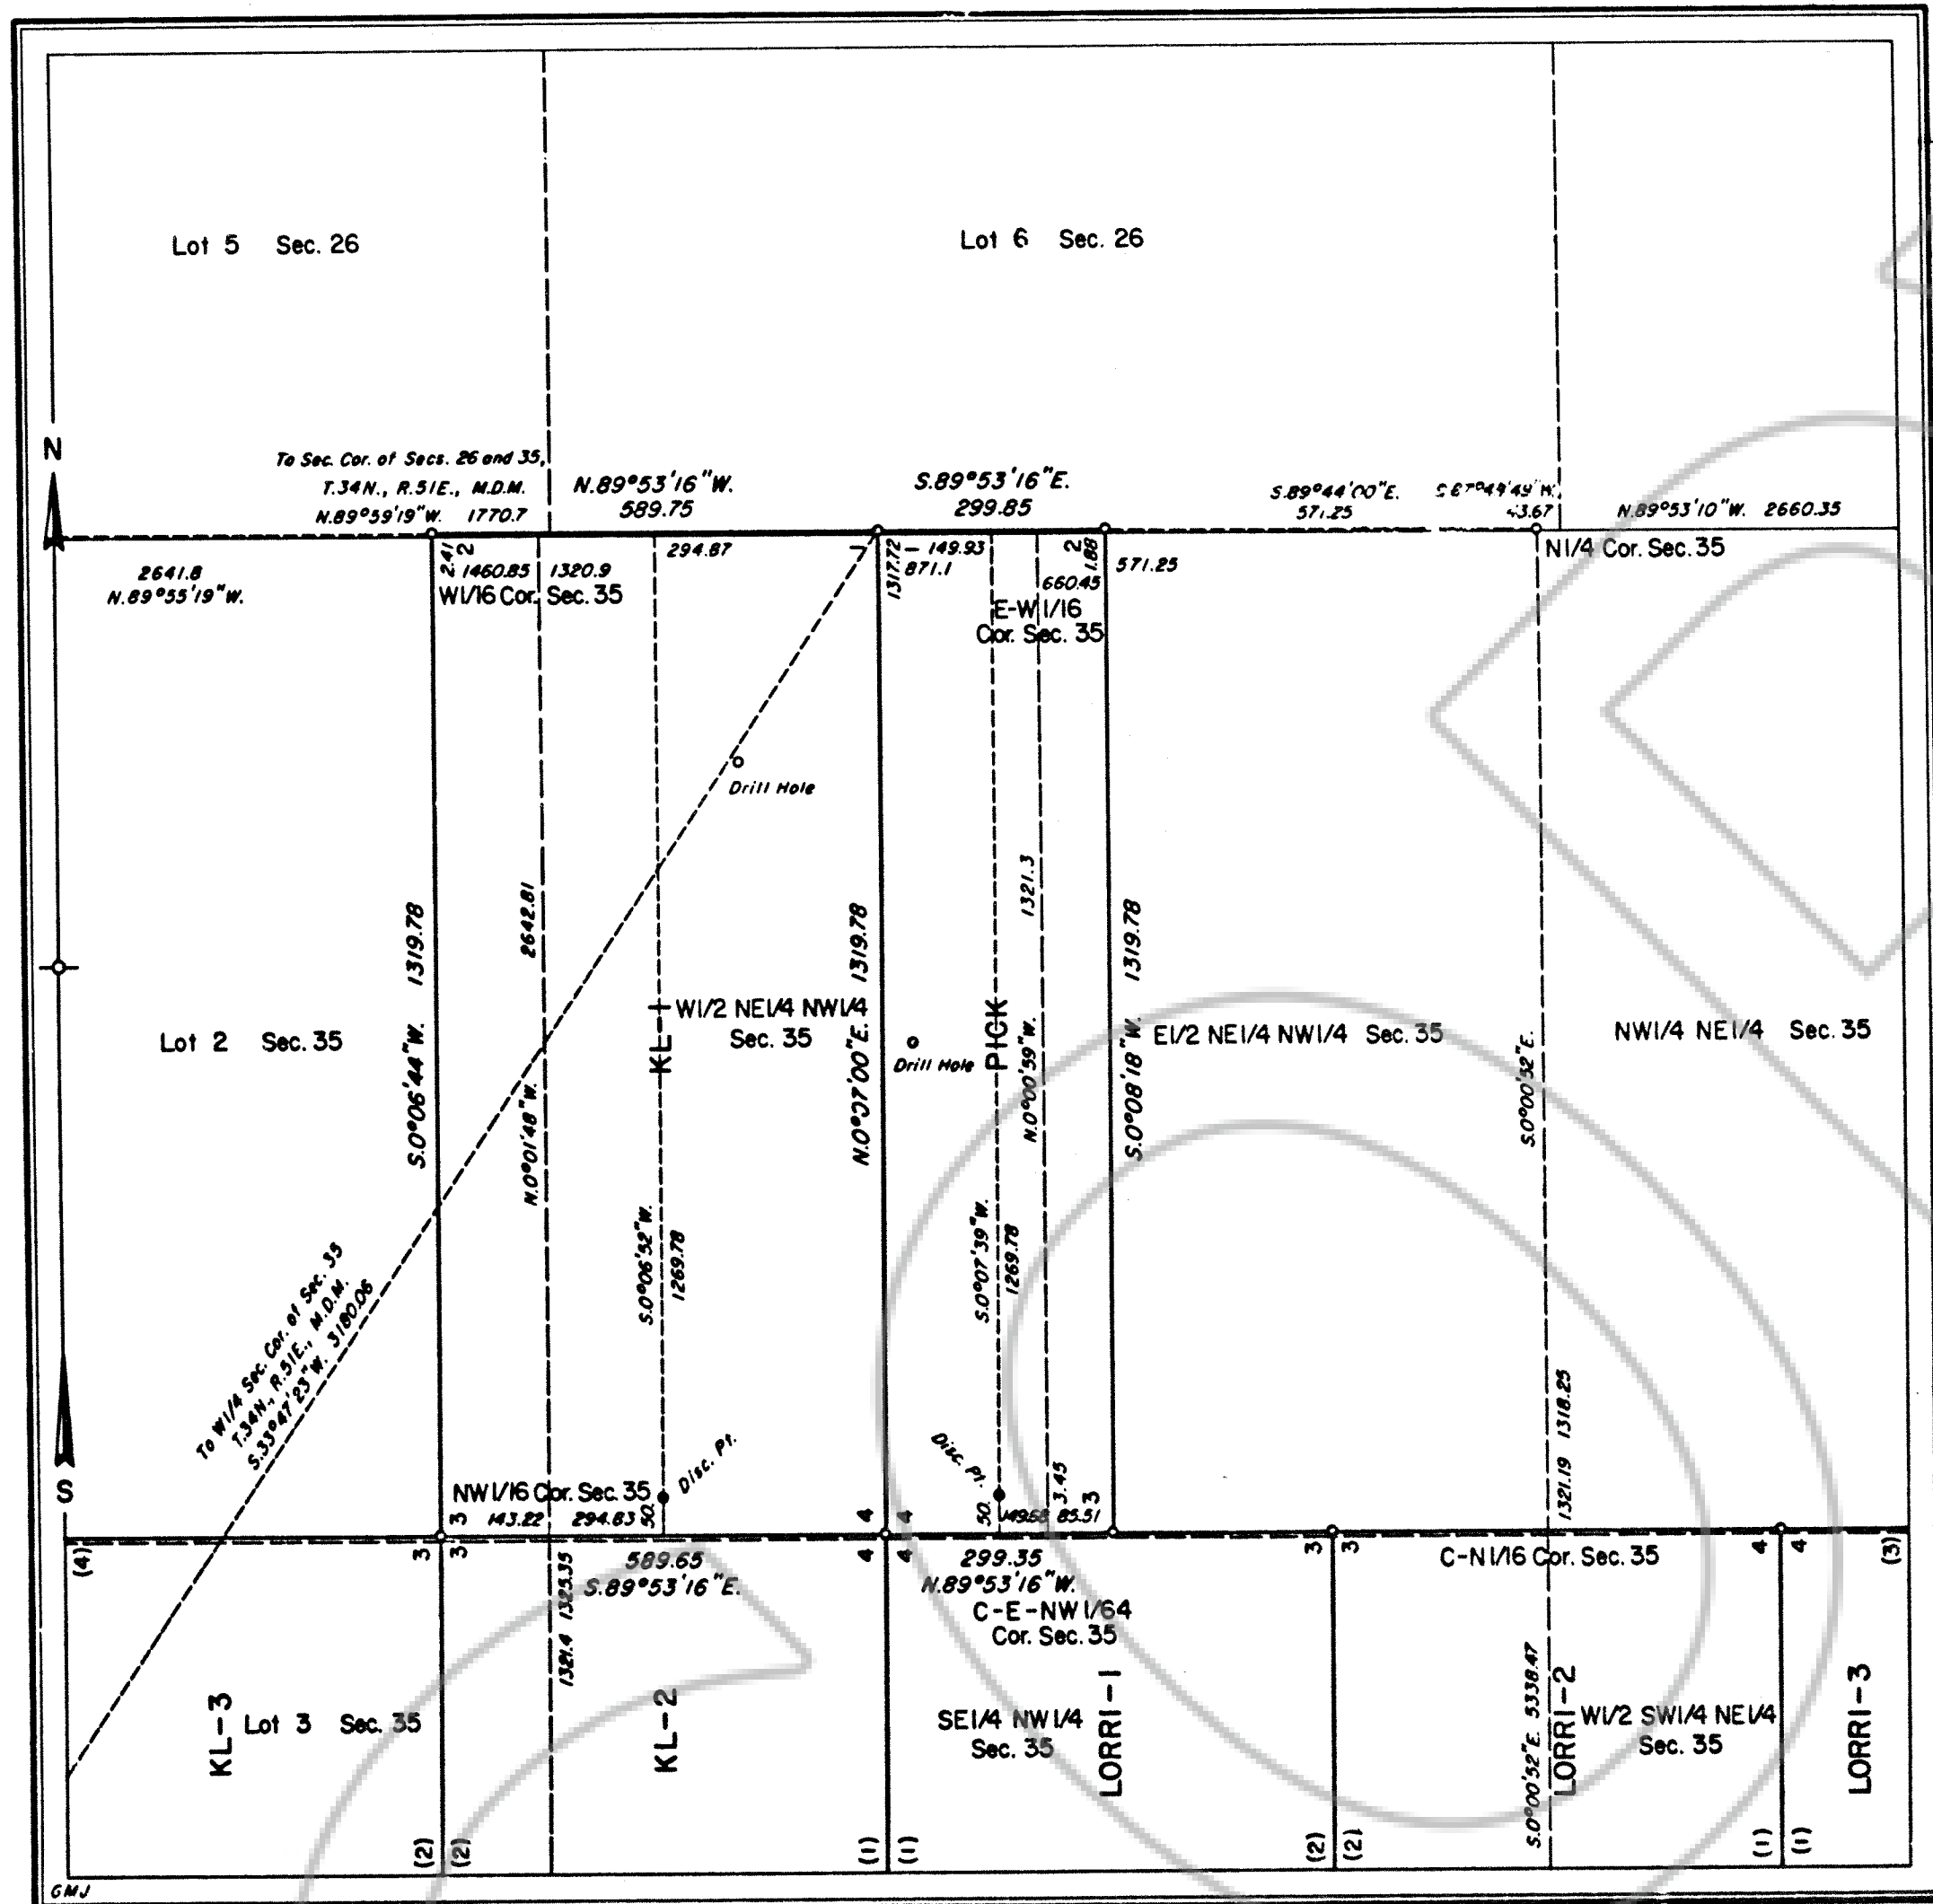 Lot 5 Sec. 26
Lot 6 Sec. 26
N
To Sec. Cor. of Secs. 26 and 35,
T.34N., R.51E., M.D.M.
N.89°59'19"W. 1770.7
N.89°53'16"W.
589.75
S.89°53'16"E.
299.85
S.89°44'00"E.
571.25
43.67
N.89°53'10"W. 2660.35
2641.8
N.89°55'19"W.
2.41
2
1460.85
1320.9
W1/16 Cor. Sec. 35
294.87
1
1317.72
149.93
871.1
2
1.88
660.45
571.25
E-W 1/16
Cor. Sec. 35
N1/4 Cor. Sec. 35
Drill Hole
S.0°06'44"W. 1319.78
N.0°01'48"W. 2642.81
KL-1
W1/2 NE1/4 NW1/4
Sec. 35
N.0°07'00"E. 1319.78
Drill Hole
PICK
N.0°00'59"W. 1321.3
S.0°08'18"W. 1319.78
E1/2 NE1/4 NW1/4 Sec. 35
S.0°00'52"E.
NW1/4 NE1/4 Sec. 35
Lot 2 Sec. 35
S.0°06'52"W.
1269.78
S.0°07'39"W.
1269.78
To W1/4 Sec. Cor. of Sec. 35
T.34N., R.51E., M.D.M.
S.33°47'23"W. 3180.06
1321.19 1318.25
S
NW1/16 Cor. Sec. 35
Disc. Pt.
Disc. Pt.
3
143.22
294.83
50.
4
4
50.
149.68
3.45
85.51
3
(4)
3
3
589.65
S.89°53'16"E.
4
4
299.35
N.89°53'16"W.
C-E-NW1/64
Cor. Sec. 35
3
3
C-N1/16 Cor. Sec. 35
4
4
(3)
1321.4 1325.35
KL-3
Lot 3 Sec. 35
KL-2
SE1/4 NW1/4
Sec. 35
LORRI-1
S.0°00'52"E. 5338.47
LORRI-2
W1/2 SW1/4 NE1/4
Sec. 35
LORRI-3
(2)
(2)
(1)
(1)
(2)
(2)
(1)
(1)
GMJ